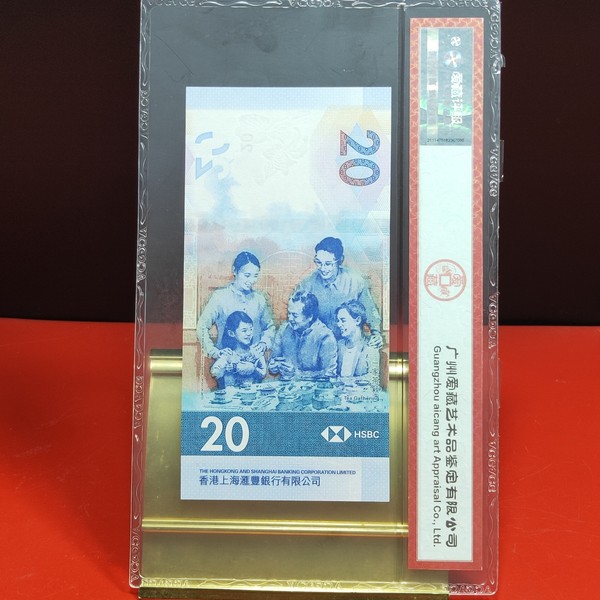 20
Tea Gathering
20
HSBC
THE HONGKONG AND SHANGHAI BANKING CORPORATION LIMITED
香港上海滙豐銀行有限公司
广州爱藏艺术品鉴定有限公司
Guangzhou aicang art Appraisal Co., Ltd.